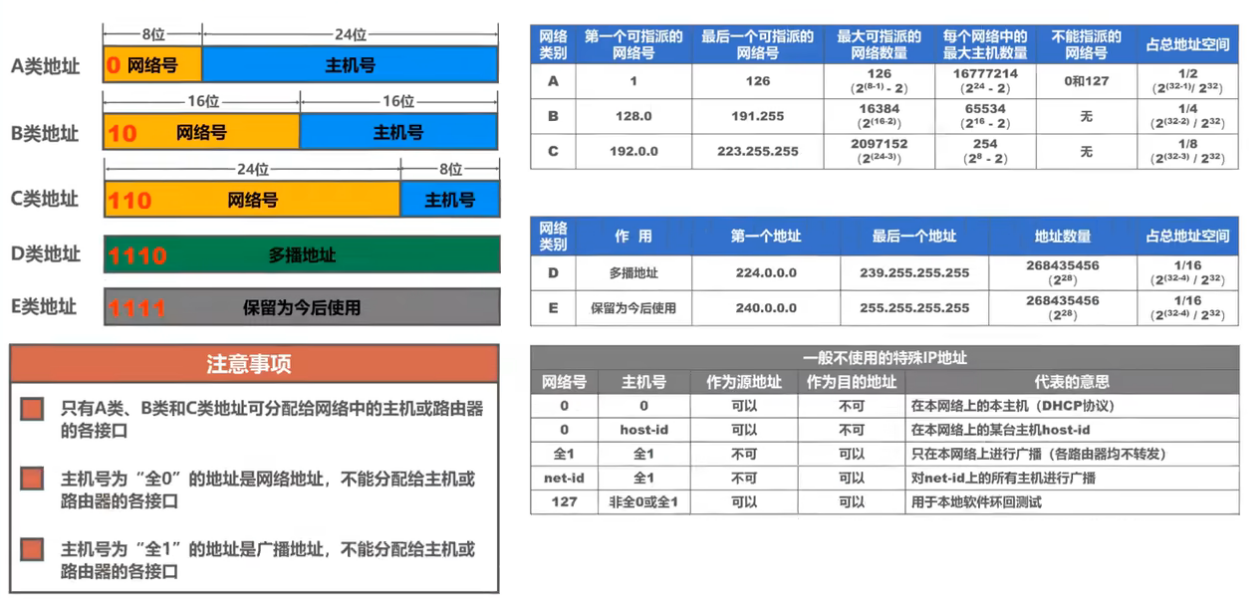 8位 24位
A类地址 0 网络号 主机号
16位 16位
B类地址 10 网络号 主机号
24位 8位
C类地址 110 网络号 主机号
D类地址 1110 多播地址
E类地址 1111 保留为今后使用
注意事项
只有A类、B类和C类地址可分配给网络中的主机或路由器
的各接口
主机号为“全0”的地址是网络地址，不能分配给主机或
路由器的各接口
主机号为“全1”的地址是广播地址，不能分配给主机或
路由器的各接口
网络 第一个可指派的 最后一个可指派的 最大可指派的 每个网络中的 不能指派的 占总地址空间
类别 网络号 网络号 网络数量 最大主机数量 网络号
A 1 126 126 16777214 0和127 1/2
(2^(8-1) - 2) (2^24 - 2) (2^(32-1)/ 2^32)
B 128.0 191.255 16384 65534 无 1/4
(2^(16-2)) (2^16 - 2) (2^(32-2) / 2^32)
C 192.0.0 223.255.255 2097152 254 无 1/8
(2^(24-3)) (2^8 - 2) (2^(32-3) / 2^32)
网络 作 用 第一个地址 最后一个地址 地址数量 占总地址空间
类别
D 多播地址 224.0.0.0 239.255.255.255 268435456 1/16
(2^28) (2^(32-4) / 2^32)
E 保留为今后使用 240.0.0.0 255.255.255.255 268435456 1/16
(2^28) (2^(32-4) / 2^32)
一般不使用的特殊IP地址
网络号 主机号 作为源地址 作为目的地址 代表的意思
0 0 可以 不可 在本网络上的本主机（DHCP协议）
0 host-id 可以 不可 在本网络上的某台主机host-id
全1 全1 不可 可以 只在本网络上进行广播（各路由器均不转发）
net-id 全1 不可 可以 对net-id上的所有主机进行广播
127 非全0或全1 可以 可以 用于本地软件环回测试